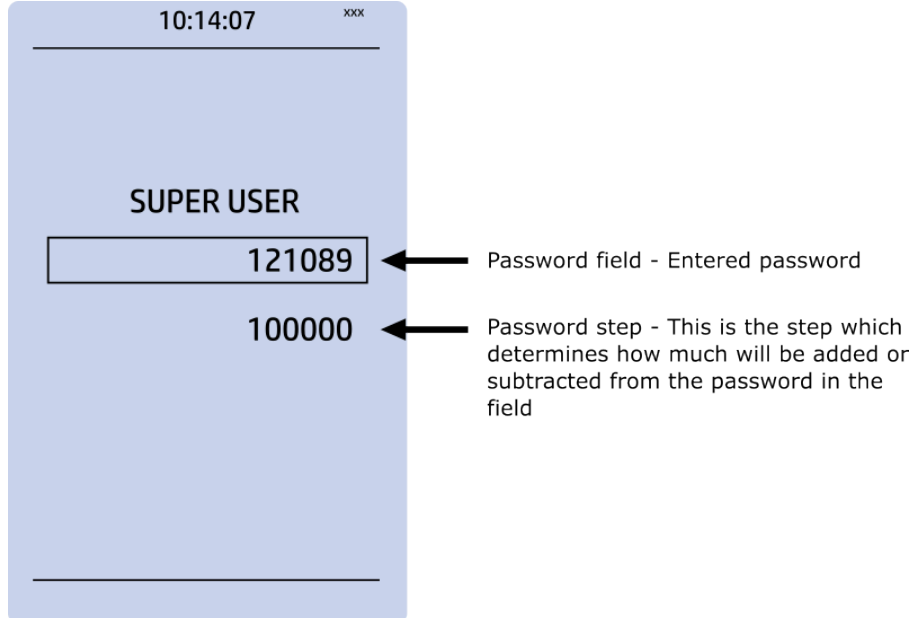 10:14:07 xxx
SUPER USER
121089
Password field - Entered password
100000
Password step - This is the step which
determines how much will be added or
subtracted from the password in the
field